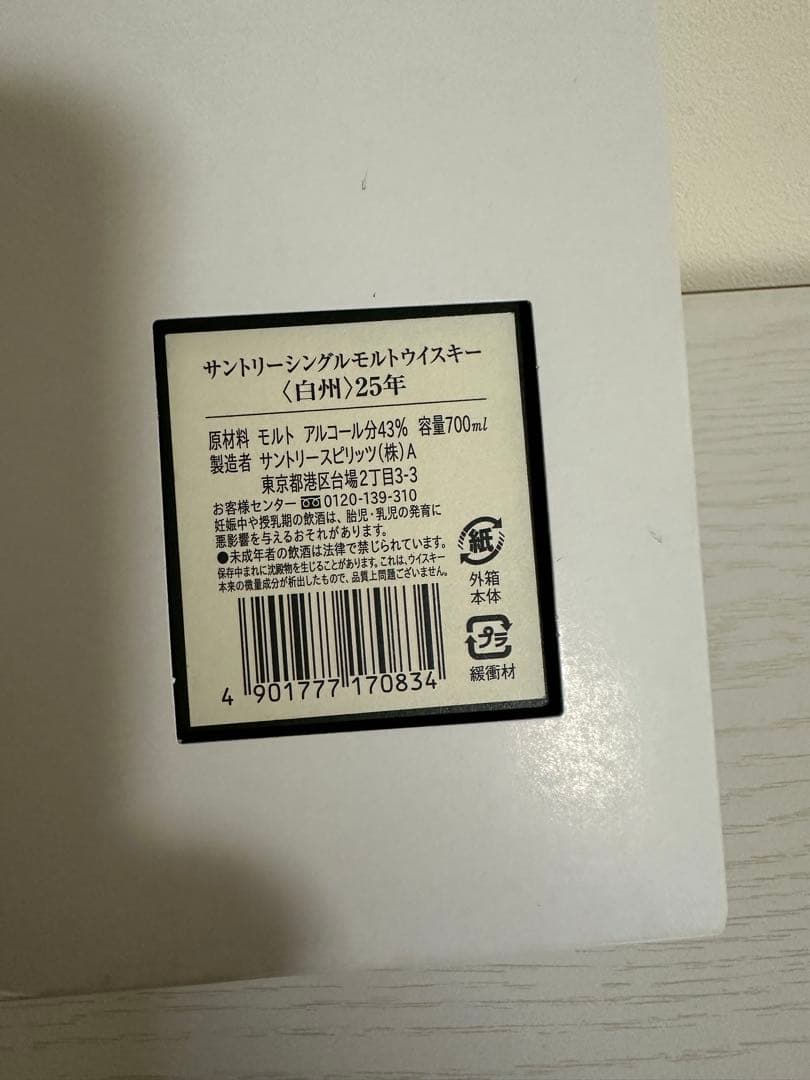 サントリーシングルモルトウイスキー
〈白州〉25年
原材料 モルト アルコール分43% 容量700ml
製造者 サントリースピリッツ(株)A
東京都港区台場2丁目3-3
お客様センター 0120-139-310
妊娠中や授乳期の飲酒は、胎児・乳児の発育に
悪影響を与えるおそれがあります。
●未成年者の飲酒は法律で禁じられています。
保存中まれに沈殿物を生じることがあります。これは、ウイスキー
本来の微量成分が析出したもので、品質上問題ございません。
紙
外箱
本体
プラ
緩衝材
4 901777 170834